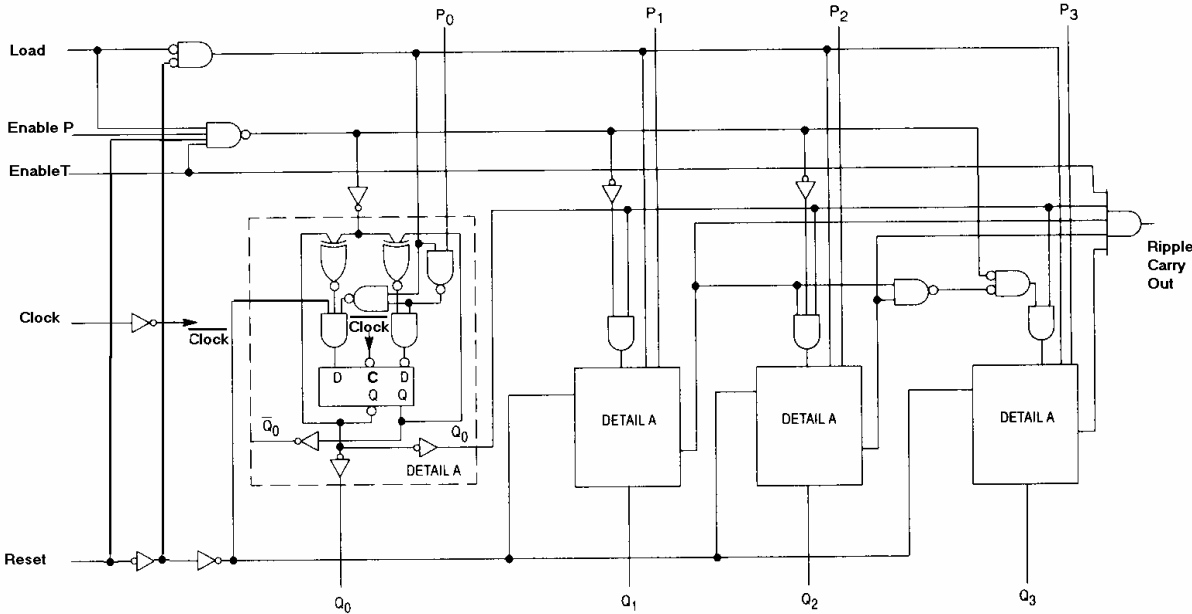 P0
P1
P2
P3
Load
Enable P
EnableT
Ripple
Carry
Out
Clock
Clock
Clock
D
C
D
Q
Q
Q0
Q0
DETAIL A
DETAIL A
DETAIL A
DETAIL A
Reset
Q0
Q1
Q2
Q3